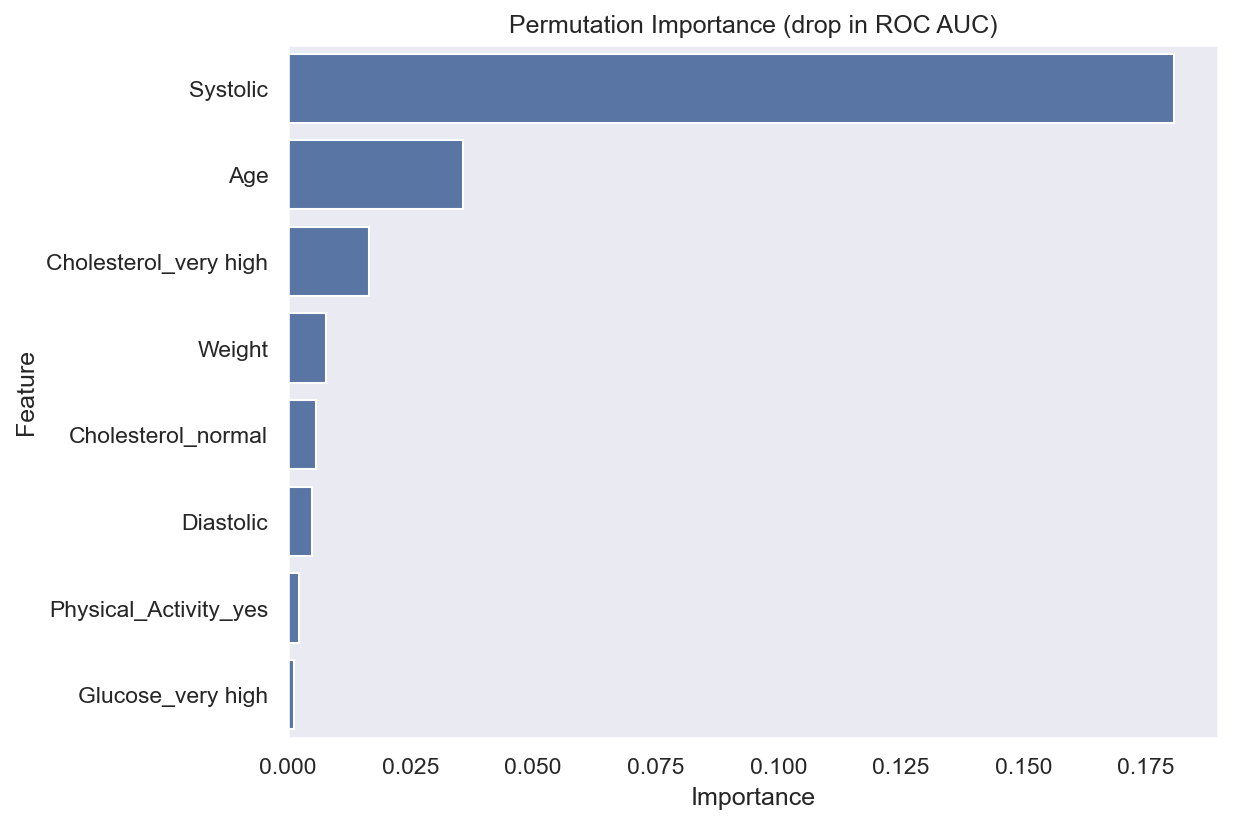 Permutation Importance (drop in ROC AUC)
Systolic
Age
Cholesterol_very high
Weight
Cholesterol_normal
Diastolic
Physical_Activity_yes
Glucose_very high
Feature
0.000 0.025 0.050 0.075 0.100 0.125 0.150 0.175
Importance